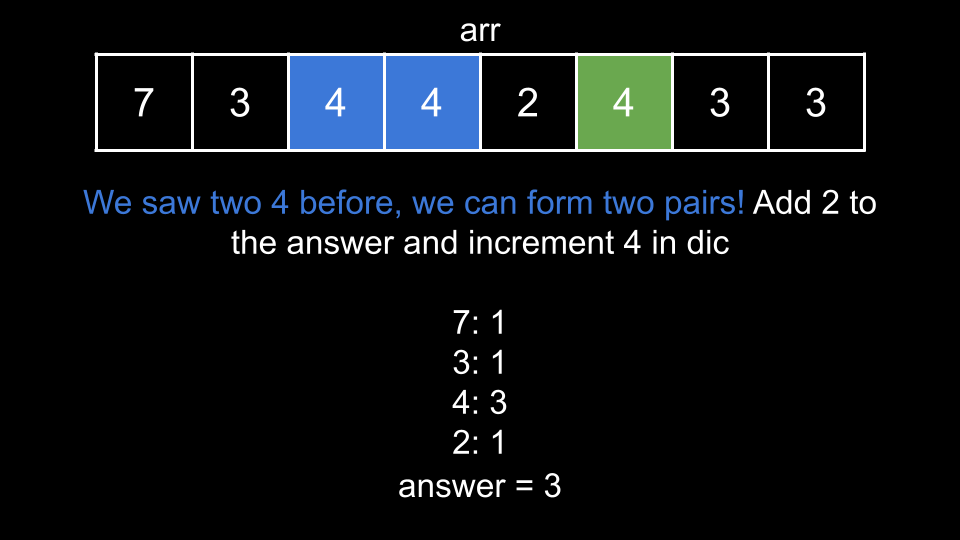 arr
7 3 4 4 2 4 3 3
We saw two 4 before, we can form two pairs! Add 2 to
the answer and increment 4 in dic
7: 1
3: 1
4: 3
2: 1
answer = 3